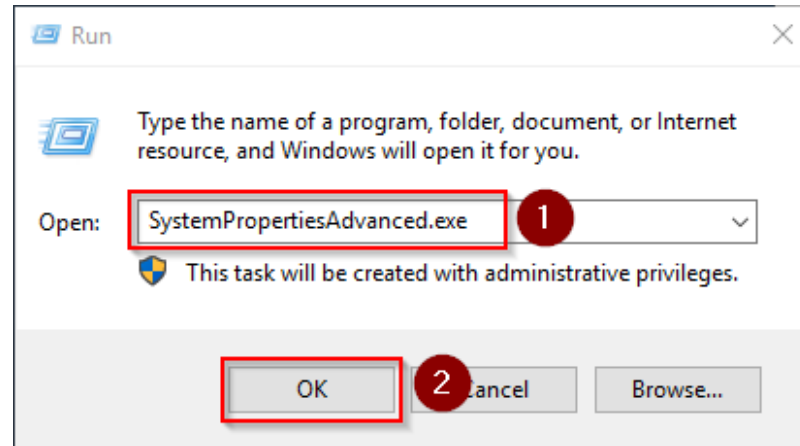 Run
Type the name of a program, folder, document, or Internet
resource, and Windows will open it for you.
Open: SystemPropertiesAdvanced.exe 1
This task will be created with administrative privileges.
OK 2 ancel Browse...